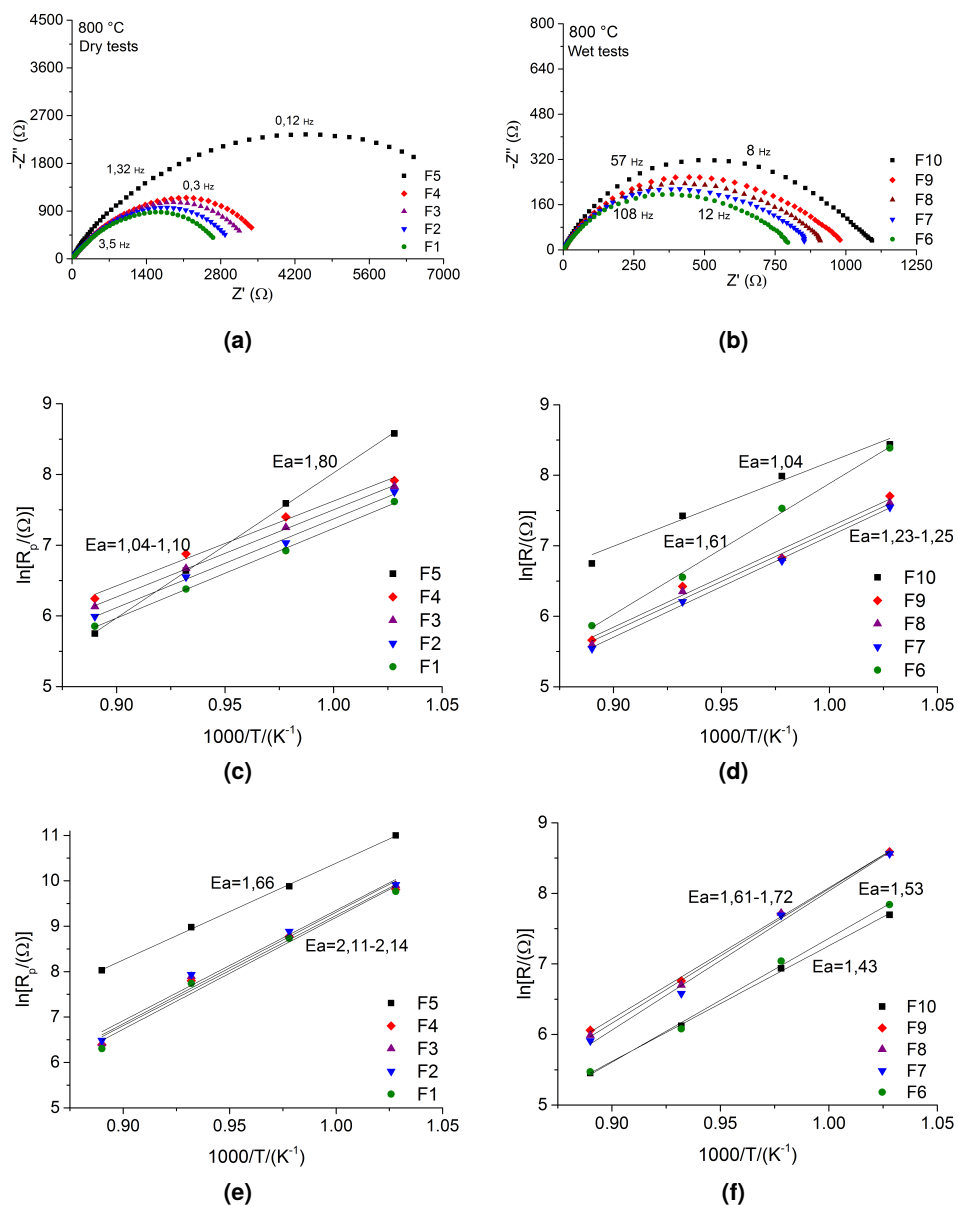 4500
3600
2700
1800
900
0
-Z'' (Ω)
800 °C
Dry tests
0,12 Hz
1,32 Hz
0,3 Hz
3,5 Hz
F5
F4
F3
F2
F1
0 1400 2800 4200 5600 7000
Z' (Ω)
(a)
800
640
480
320
160
0
-Z'' (Ω)
800 °C
Wet tests
57 Hz
8 Hz
108 Hz
12 Hz
F10
F9
F8
F7
F6
0 250 500 750 1000 1250
Z' (Ω)
(b)
9
8
7
6
5
ln[Rp/(Ω)]
Ea=1,80
Ea=1,04-1,10
F5
F4
F3
F2
F1
0.90 0.95 1.00 1.05
1000/T/(K-1)
(c)
9
8
7
6
5
ln[R/(Ω)]
Ea=1,04
Ea=1,61
Ea=1,23-1,25
F10
F9
F8
F7
F6
0.90 0.95 1.00 1.05
1000/T/(K-1)
(d)
11
10
9
8
7
6
5
ln[Rp/(Ω)]
Ea=1,66
Ea=2,11-2,14
F5
F4
F3
F2
F1
0.90 0.95 1.00 1.05
1000/T/(K-1)
(e)
9
8
7
6
5
ln[R/(Ω)]
Ea=1,61-1,72
Ea=1,53
Ea=1,43
F10
F9
F8
F7
F6
0.90 0.95 1.00 1.05
1000/T/(K-1)
(f)